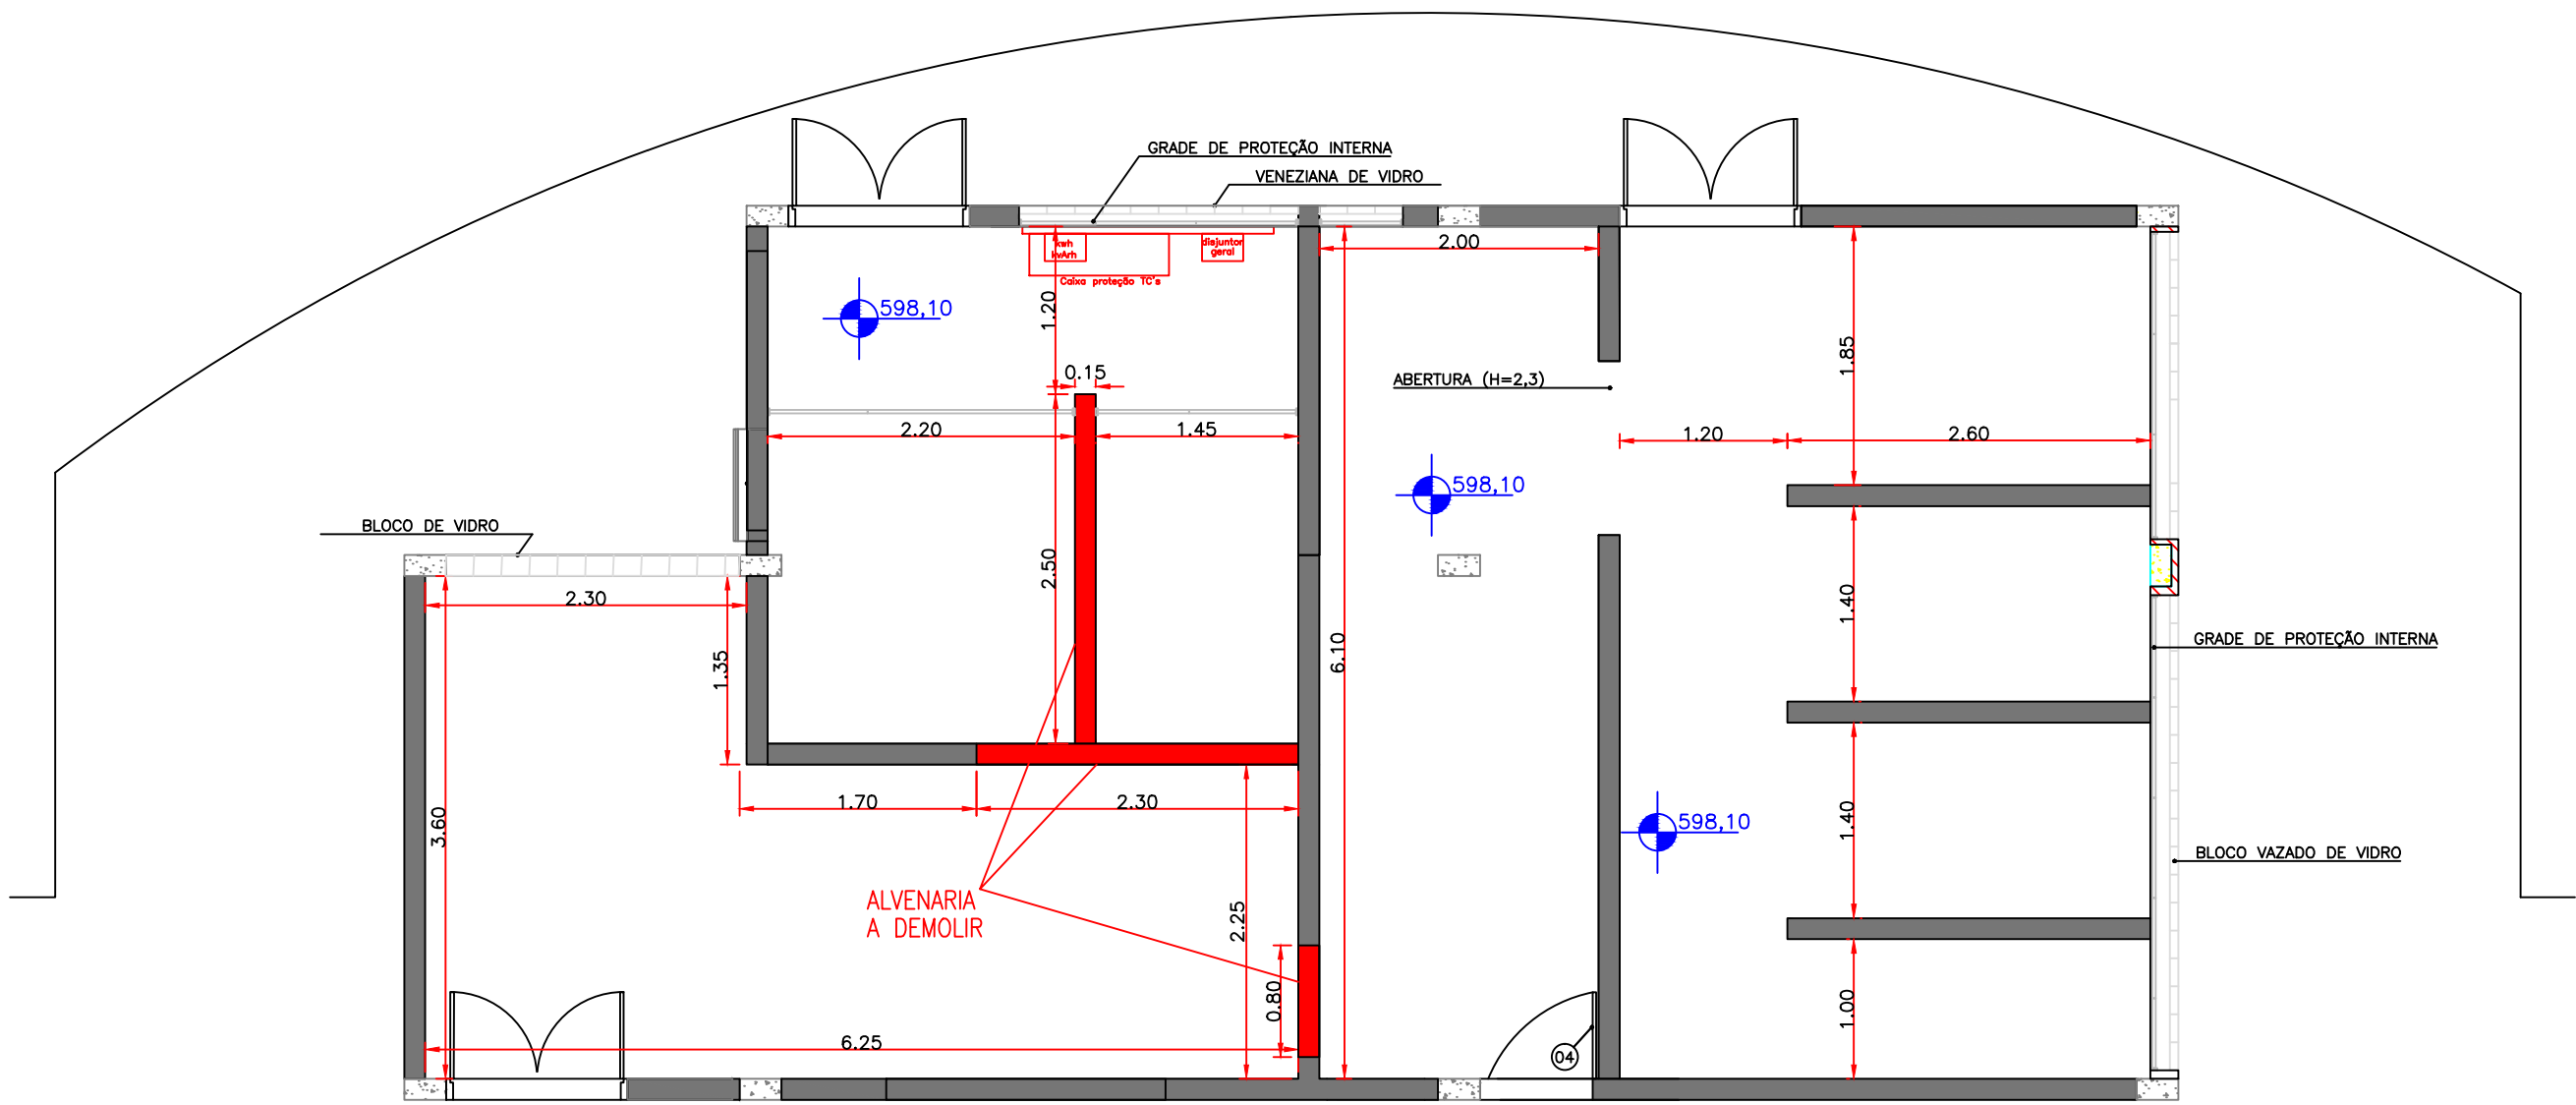 GRADE DE PROTEÇÃO INTERNA
VENEZIANA DE VIDRO
kwh
kvArh
disjuntor
geral
Caixa proteção TC's
2.00
598,10
1.20
0.15
1.85
ABERTURA (H=2,3)
2.20
1.45
1.20
2.60
598,10
BLOCO DE VIDRO
2.50
2.30
1.40
1.35
6.10
GRADE DE PROTEÇÃO INTERNA
1.70
2.30
3.60
598,10
1.40
BLOCO VAZADO DE VIDRO
ALVENARIA
A DEMOLIR
2.25
0.80
1.00
6.25
04